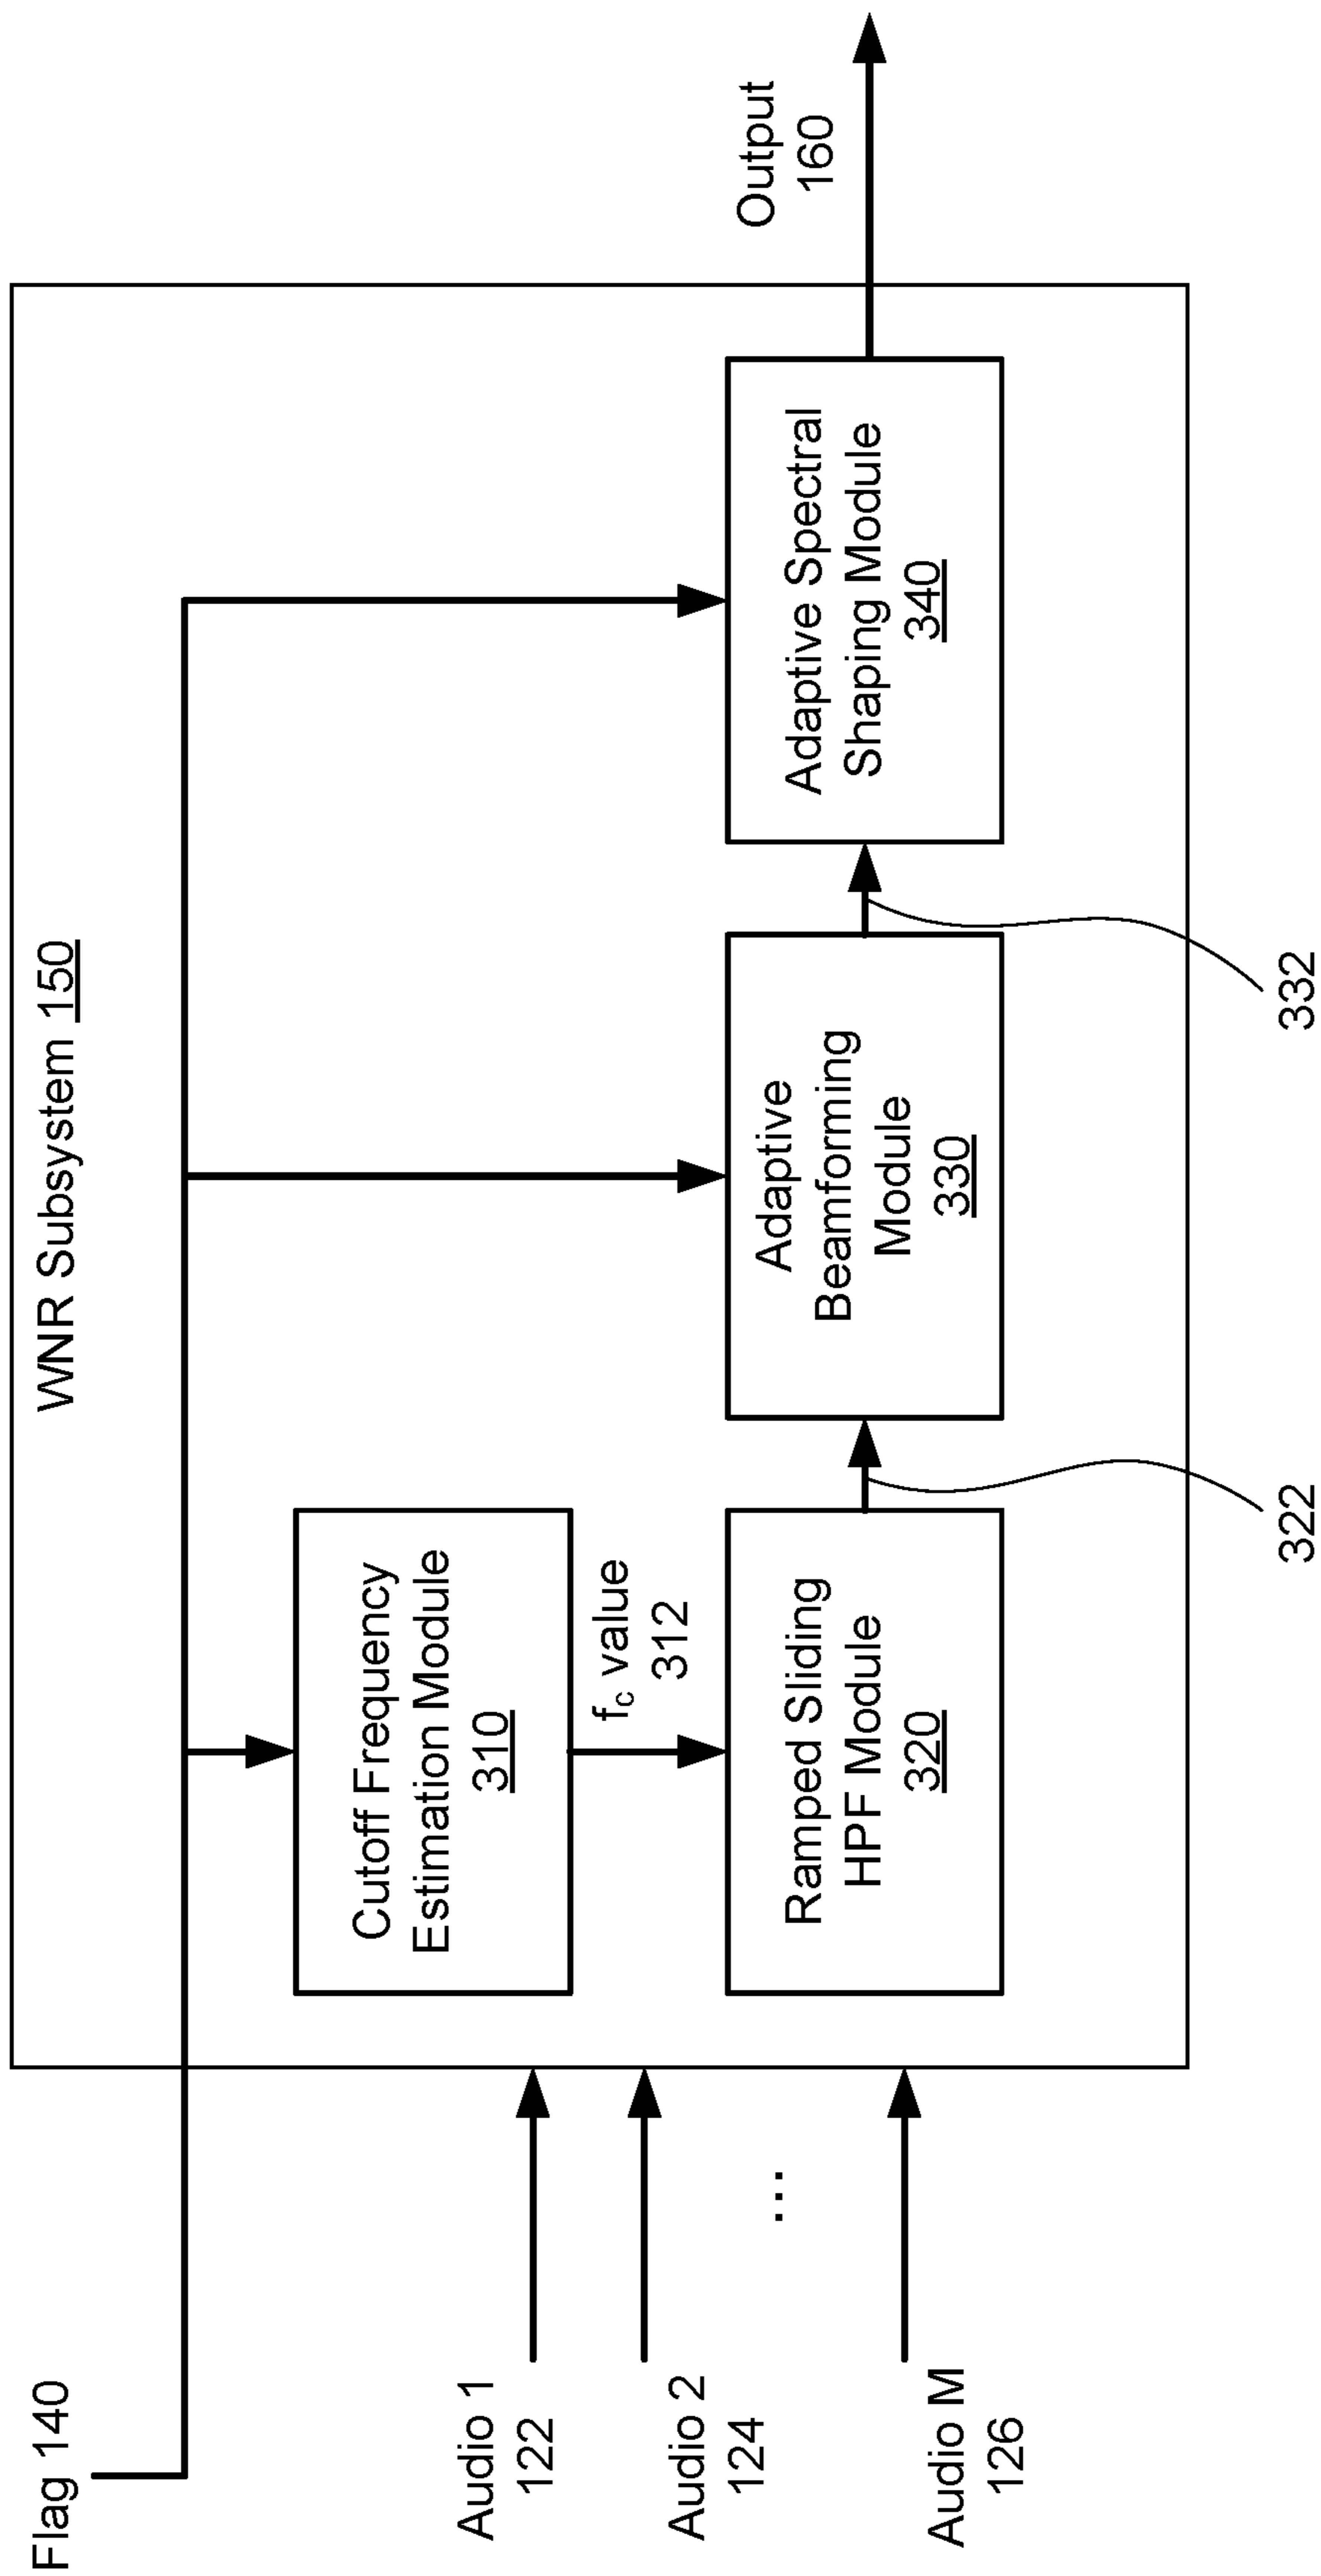 Flag 140
WNR Subsystem 150
Cutoff Frequency
Estimation Module
310
fc value
312
Audio 1
122
Audio 2
124
...
Audio M
126
Ramped Sliding
HPF Module
320
Adaptive
Beamforming
Module
330
Adaptive Spectral
Shaping Module
340
Output
160
322
332